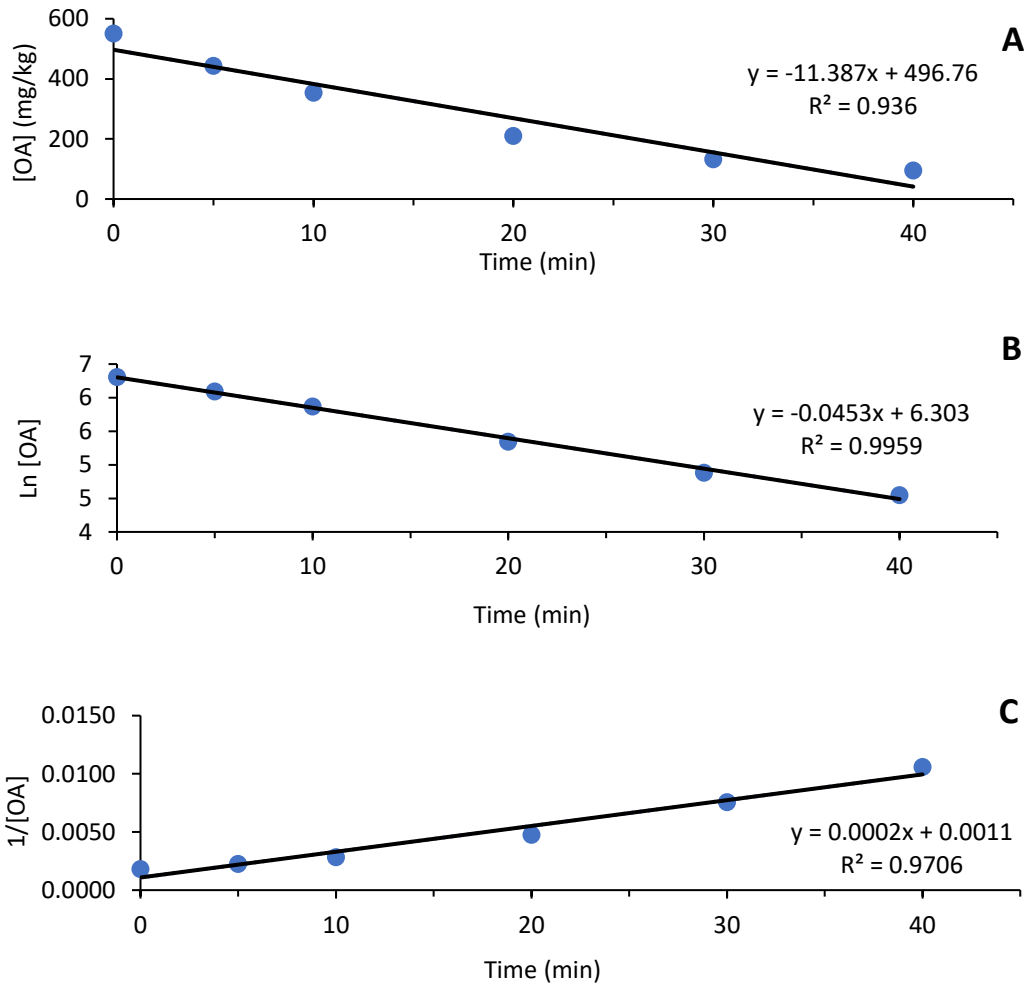 A
600
400
200
0
[OA] (mg/kg)
y = -11.387x + 496.76
R² = 0.936
0 10 20 30 40
Time (min)
B
7
6
6
5
5
4
Ln [OA]
y = -0.0453x + 6.303
R² = 0.9959
0 10 20 30 40
Time (min)
C
0.0150
0.0100
0.0050
0.0000
1/[OA]
y = 0.0002x + 0.0011
R² = 0.9706
0 10 20 30 40
Time (min)